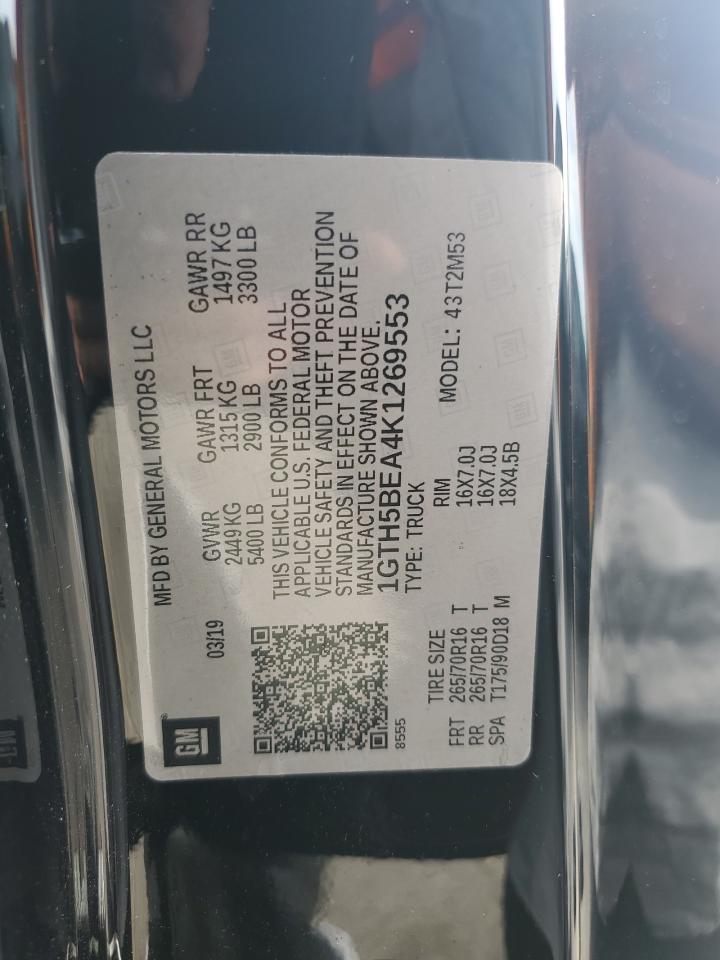 GM
MFD BY GENERAL MOTORS LLC
03/19
GVWR GAWR FRT GAWR RR
2449 KG 1315 KG 1497 KG
5400 LB 2900 LB 3300 LB
THIS VEHICLE CONFORMS TO ALL
APPLICABLE U.S. FEDERAL MOTOR
VEHICLE SAFETY AND THEFT PREVENTION
STANDARDS IN EFFECT ON THE DATE OF
MANUFACTURE SHOWN ABOVE.
1GTH5BEA4K1269553
8555
TYPE: TRUCK
TIRE SIZE RIM MODEL: 43T2M53
FRT 265/70R16 T 16X7.0J
RR 265/70R16 T 16X7.0J
SPA T175/90D18 M 18X4.5B